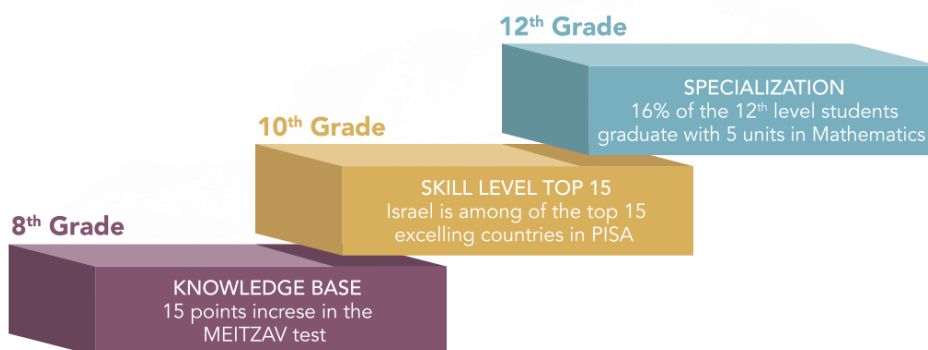 12th Grade
SPECIALIZATION
16% of the 12th level students
graduate with 5 units in Mathematics
10th Grade
SKILL LEVEL TOP 15
Israel is among of the top 15
excelling countries in PISA
8th Grade
KNOWLEDGE BASE
15 points increse in the
MEITZAV test